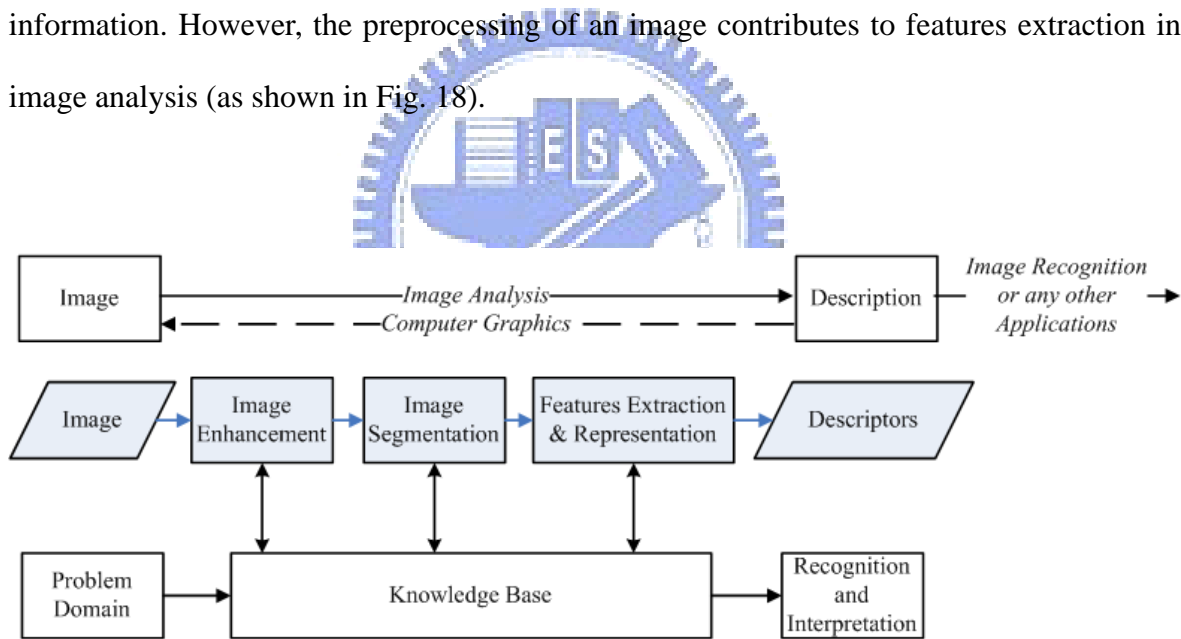 information. However, the preprocessing of an image contributes to features extraction in
image analysis (as shown in Fig. 18).
E S A
Image
Image Analysis
Computer Graphics
Description
Image Recognition
or any other
Applications
Image
Image
Enhancement
Image
Segmentation
Features Extraction
& Representation
Descriptors
Problem
Domain
Knowledge Base
Recognition
and
Interpretation